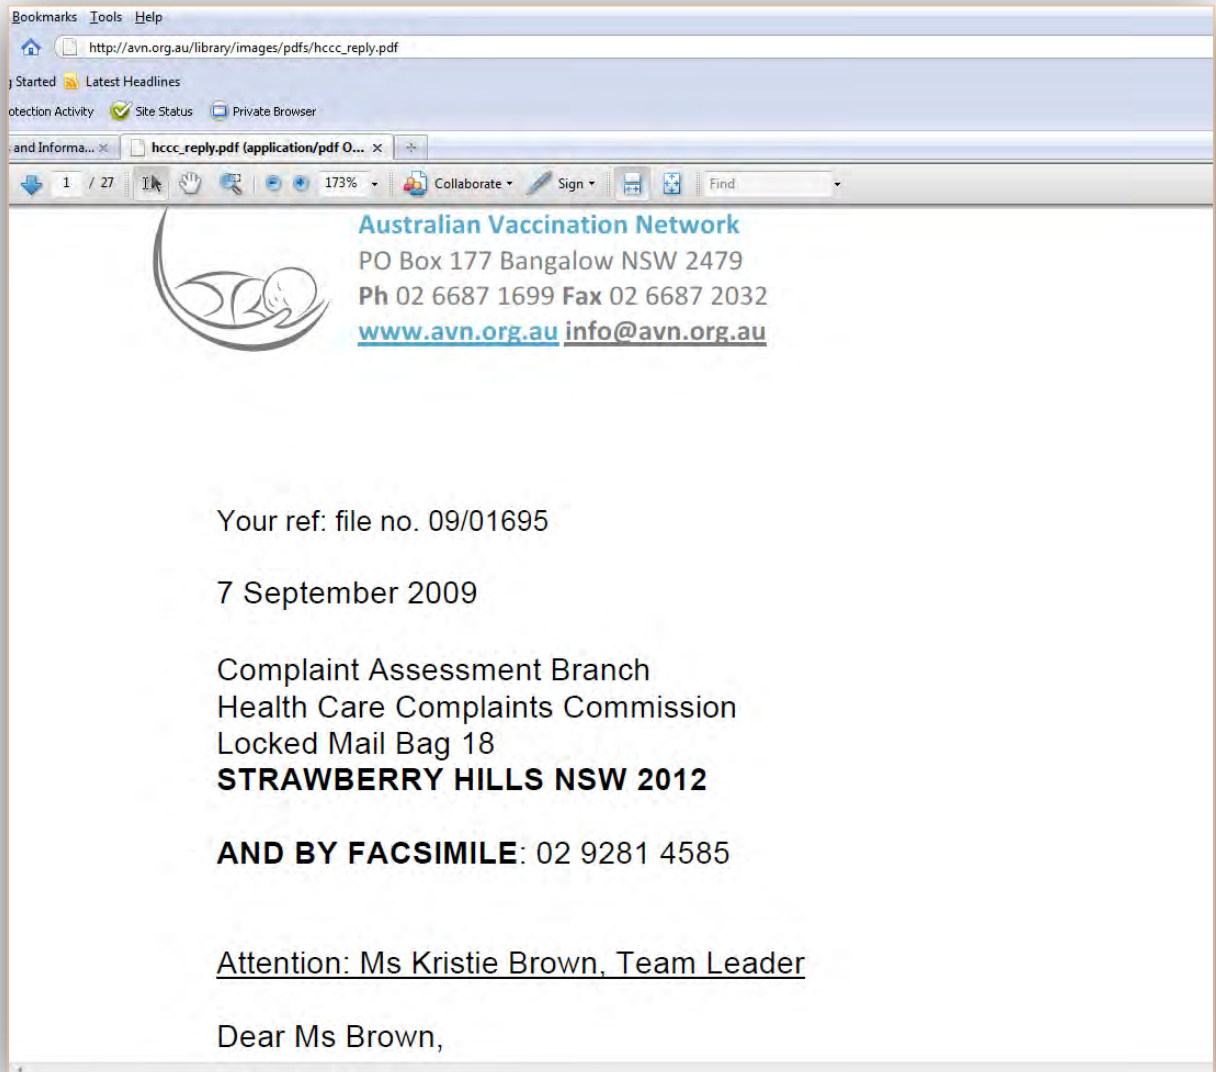 Bookmarks Tools Help
http://avn.org.au/library/images/pdfs/hccc_reply.pdf
Started Latest Headlines
otection Activity Site Status Private Browser
and Informa... hccc_reply.pdf (application/pdf O...
1 / 27 173% Collaborate Sign Find
Australian Vaccination Network
PO Box 177 Bangalow NSW 2479
Ph 02 6687 1699 Fax 02 6687 2032
www.avn.org.au info@avn.org.au
Your ref: file no. 09/01695
7 September 2009
Complaint Assessment Branch
Health Care Complaints Commission
Locked Mail Bag 18
STRAWBERRY HILLS NSW 2012
AND BY FACSIMILE: 02 9281 4585
Attention: Ms Kristie Brown, Team Leader
Dear Ms Brown,